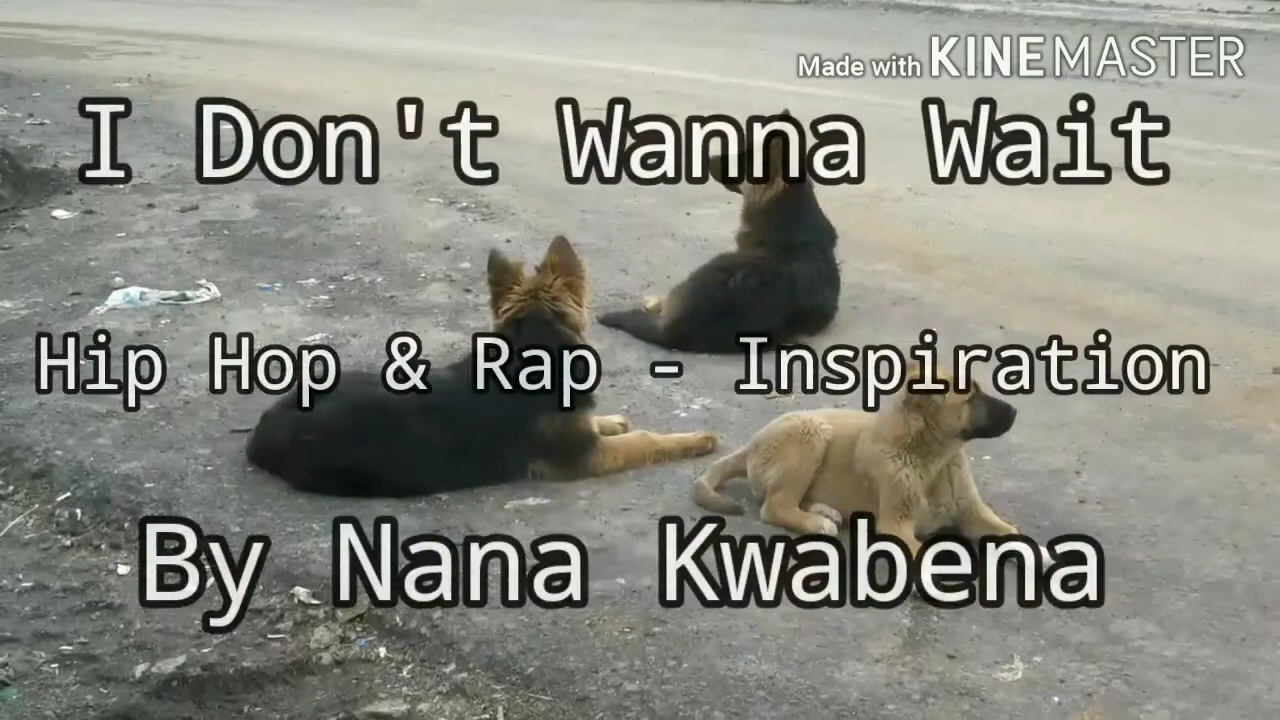 Made with KINEMASTER
I Don't Wanna Wait
Hip Hop & Rap - Inspiration
By Nana Kwabena